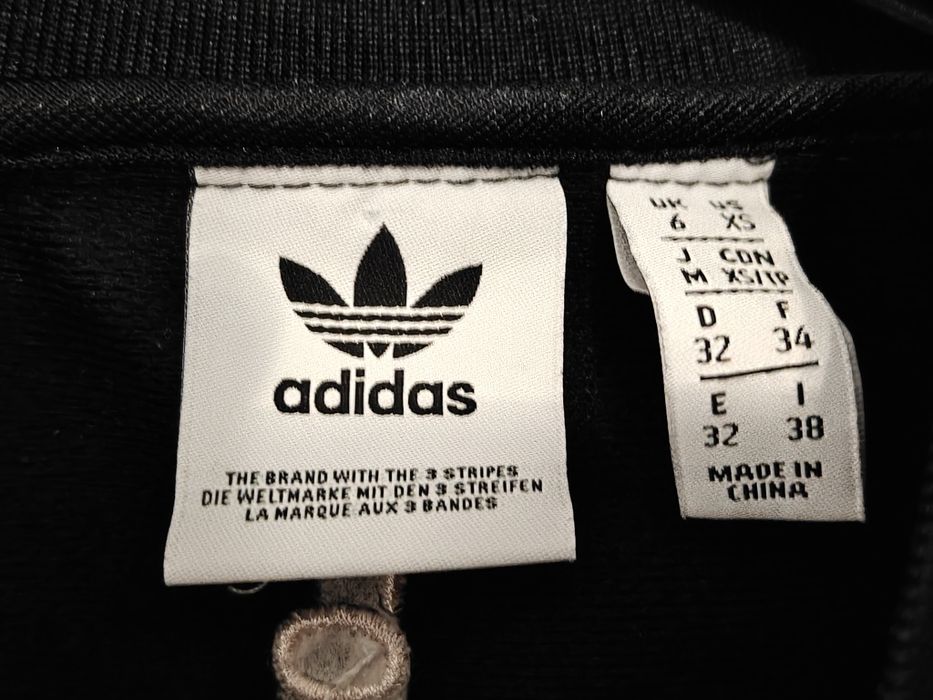 adidas
THE BRAND WITH THE 3 STRIPES
DIE WELTMARKE MIT DEN 3 STREIFEN
LA MARQUE AUX 3 BANDES
UK US
6 XS
J CDN
M XS/TP
D F
32 34
E I
32 38
MADE IN
CHINA